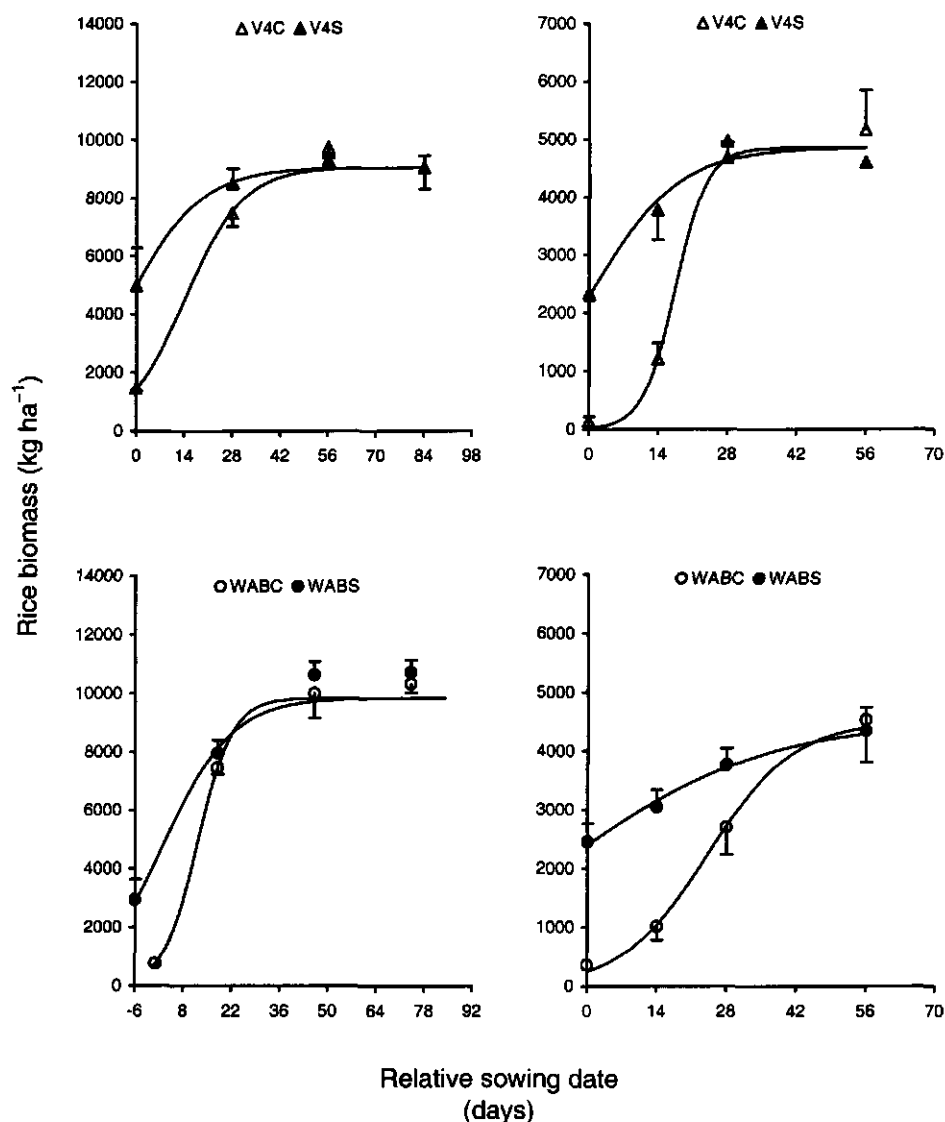 △ V4C ▲ V4S
14000
12000
10000
8000
6000
4000
2000
0
0 14 28 42 56 70 84 98
△ V4C ▲ V4S
7000
6000
5000
4000
3000
2000
1000
0
0 14 28 42 56 70
Rice biomass (kg ha⁻¹)
○ WABC ● WABS
14000
12000
10000
8000
6000
4000
2000
0
-6 8 22 36 50 64 78 92
○ WABC ● WABS
7000
6000
5000
4000
3000
2000
1000
0
0 14 28 42 56 70
Relative sowing date
(days)